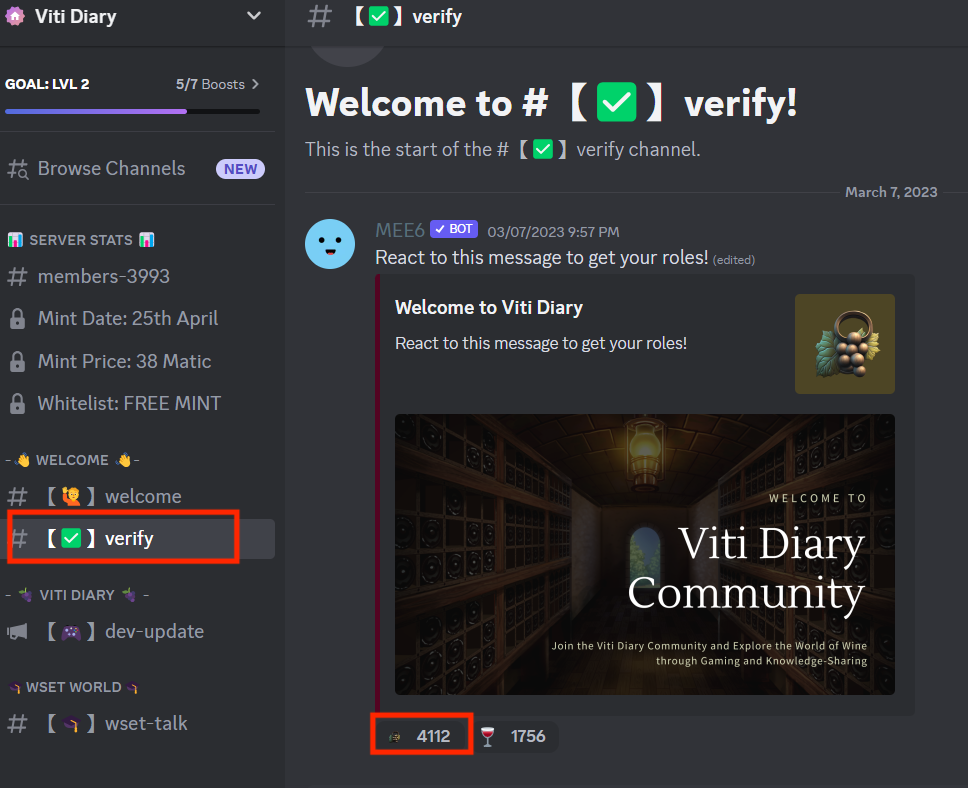 Viti Diary
GOAL: LVL 2 5/7 Boosts >
Browse Channels NEW
📊 SERVER STATS 📊
# members-3993
Mint Date: 25th April
Mint Price: 38 Matic
Whitelist: FREE MINT
-👋 WELCOME 👋-
# 【🙋】welcome
# 【✅】verify
- 🍇 VITI DIARY 🍇 -
【🎮】dev-update
🎓 WSET WORLD 🎓
# 【🎓】wset-talk
# 【✅】verify
Welcome to #【✅】verify!
This is the start of the #【✅】verify channel.
March 7, 2023
MEE6 ✓ BOT 03/07/2023 9:57 PM
React to this message to get your roles! (edited)
Welcome to Viti Diary
React to this message to get your roles!
WELCOME TO
Viti Diary
Community
Join the Viti Diary Community and Explore the World of Wine
through Gaming and Knowledge-Sharing
4112 🍷 1756